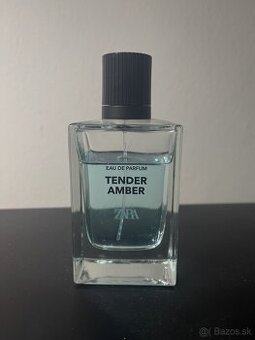 EAU DE PARFUM
TENDER
AMBER
ZARA
Bazos.sk